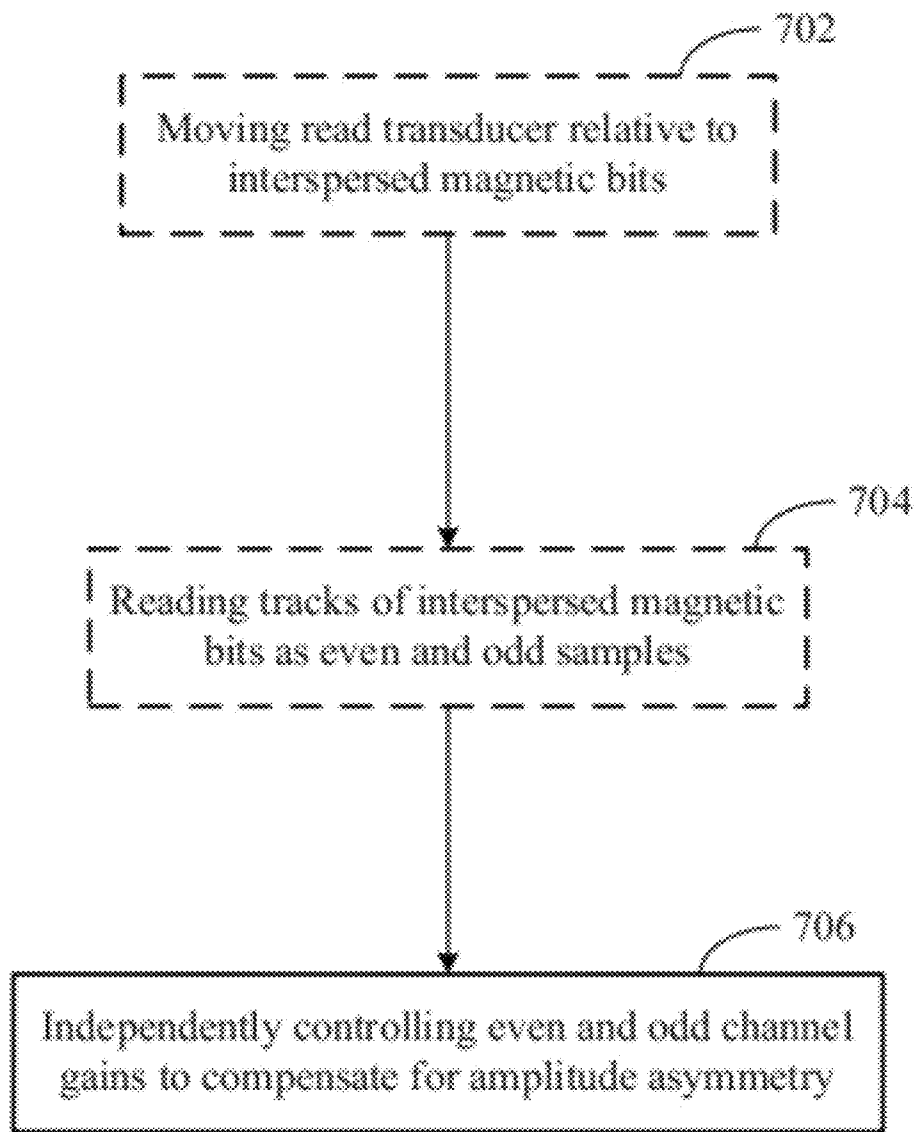 702
Moving read transducer relative to
interspersed magnetic bits
704
Reading tracks of interspersed magnetic
bits as even and odd samples
706
Independently controlling even and odd channel
gains to compensate for amplitude asymmetry